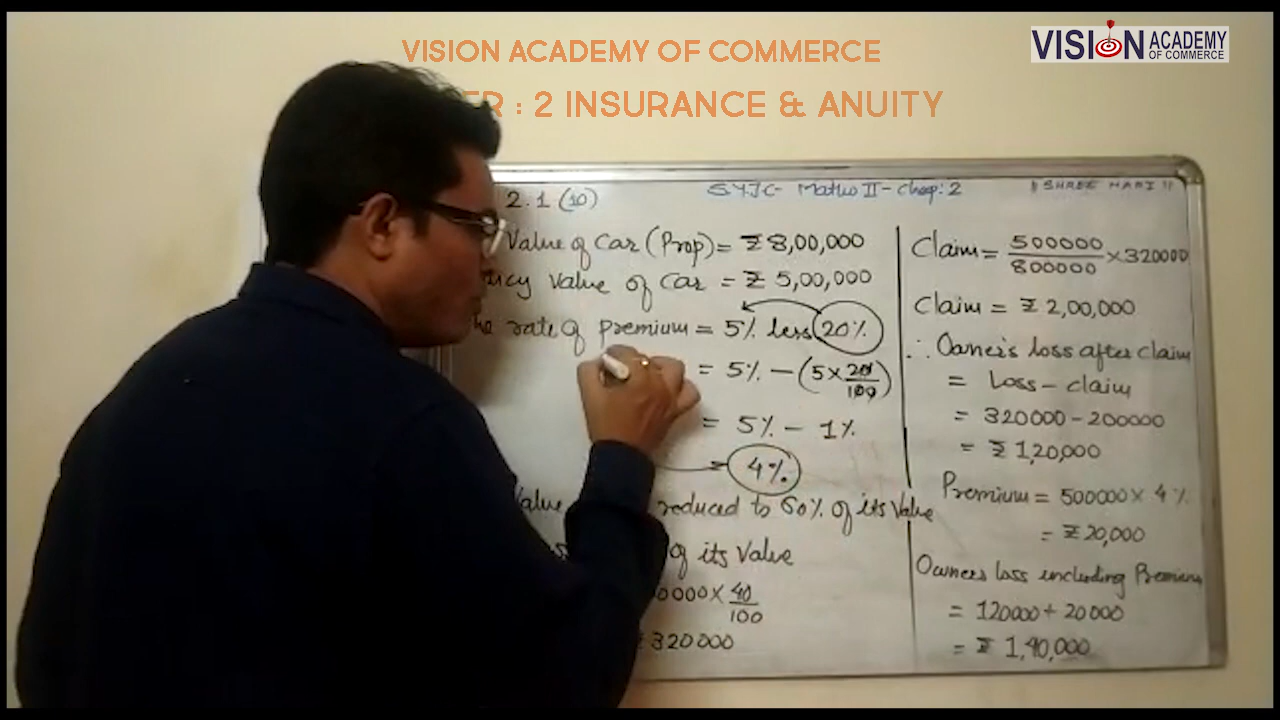 VISION ACADEMY OF COMMERCE
VISION ACADEMY
OF COMMERCE
: 2 INSURANCE & ANUITY
2.1 (10)
SYJC- Maths II - Chap: 2
|| SHREE HARI ||
Value of Car (Prop) = ₹ 8,00,000
Value of Car = ₹ 5,00,000
rate of Premium = 5% less 20%
= 5% - (5 × 20/100)
= 5% - 1%
4%
Value reduced to 60% of its Value
of its Value
0000 × 40/100
320000
Claim = 500000/800000 × 320000
Claim = ₹ 2,00,000
∴ Owner's loss after claim
= Loss - claim
= 320000 - 200000
= ₹ 1,20,000
Premium = 500000 × 4%
= ₹ 20,000
Owners loss including Premium
= 120000 + 20000
= ₹ 1,40,000